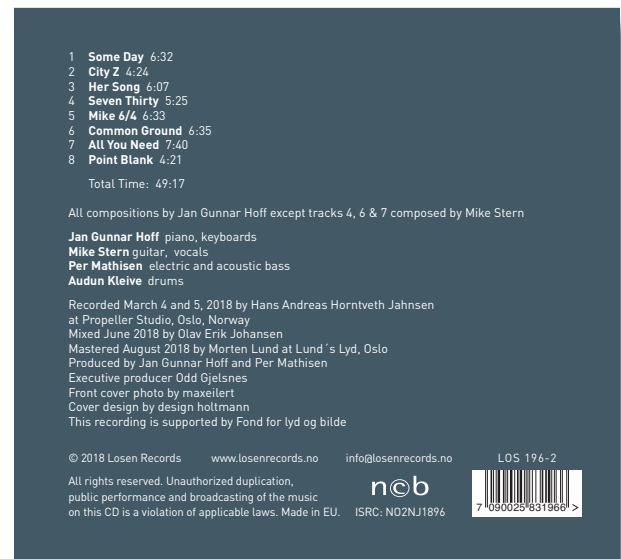 1 Some Day 6:32
2 City Z 4:24
3 Her Song 6:07
4 Seven Thirty 5:25
5 Mike 6/4 6:33
6 Common Ground 6:35
7 All You Need 7:40
8 Point Blank 4:21
Total Time: 49:17
All compositions by Jan Gunnar Hoff except tracks 4, 6 & 7 composed by Mike Stern
Jan Gunnar Hoff piano, keyboards
Mike Stern guitar, vocals
Per Mathisen electric and acoustic bass
Audun Kleive drums
Recorded March 4 and 5, 2018 by Hans Andreas Horntveth Jahnsen
at Propeller Studio, Oslo, Norway
Mixed June 2018 by Olav Erik Johansen
Mastered August 2018 by Morten Lund at Lund´s Lyd, Oslo
Produced by Jan Gunnar Hoff and Per Mathisen
Executive producer Odd Gjelsnes
Front cover photo by maxeilert
Cover design by design holtmann
This recording is supported by Fond for lyd og bilde
© 2018 Losen Records www.losenrecords.no info@losenrecords.no LOS 196-2
All rights reserved. Unauthorized duplication,
public performance and broadcasting of the music
on this CD is a violation of applicable laws. Made in EU.
n©b
ISRC: NO2NJ1896
7 090025 831966 >